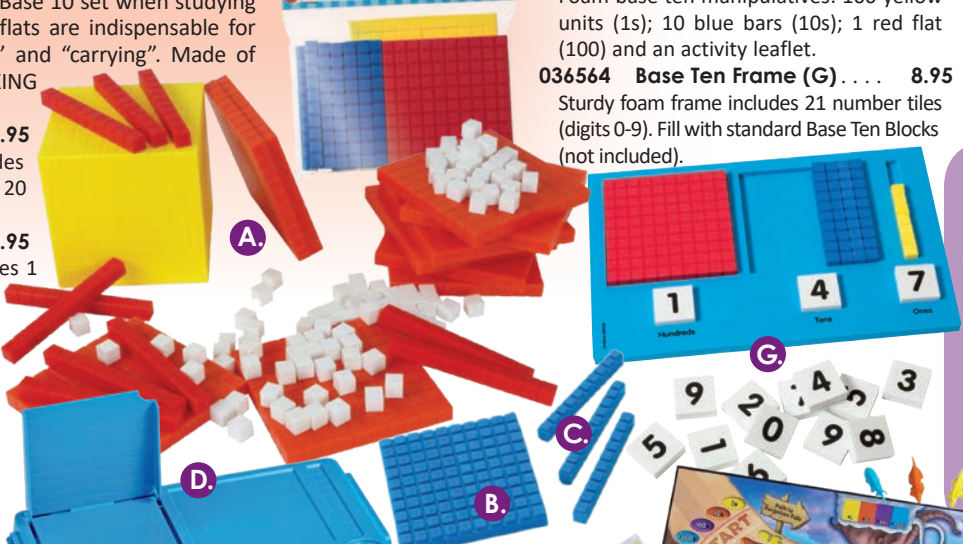 Base 10 set when studying
flats are indispensable for
” and “carrying”. Made of
KING
.95
des
20
.95
es 1
Foam base ten manipulatives: 100 yellow
units (1s); 10 blue bars (10s); 1 red flat
(100) and an activity leaflet.
036564 Base Ten Frame (G) . . . . 8.95
Sturdy foam frame includes 21 number tiles
(digits 0-9). Fill with standard Base Ten Blocks
(not included).
A.
1
4
7
Hundreds
Tens
Ones
G.
C.
D.
B.
9
2
4
5
3
5
1
0
9
8
START